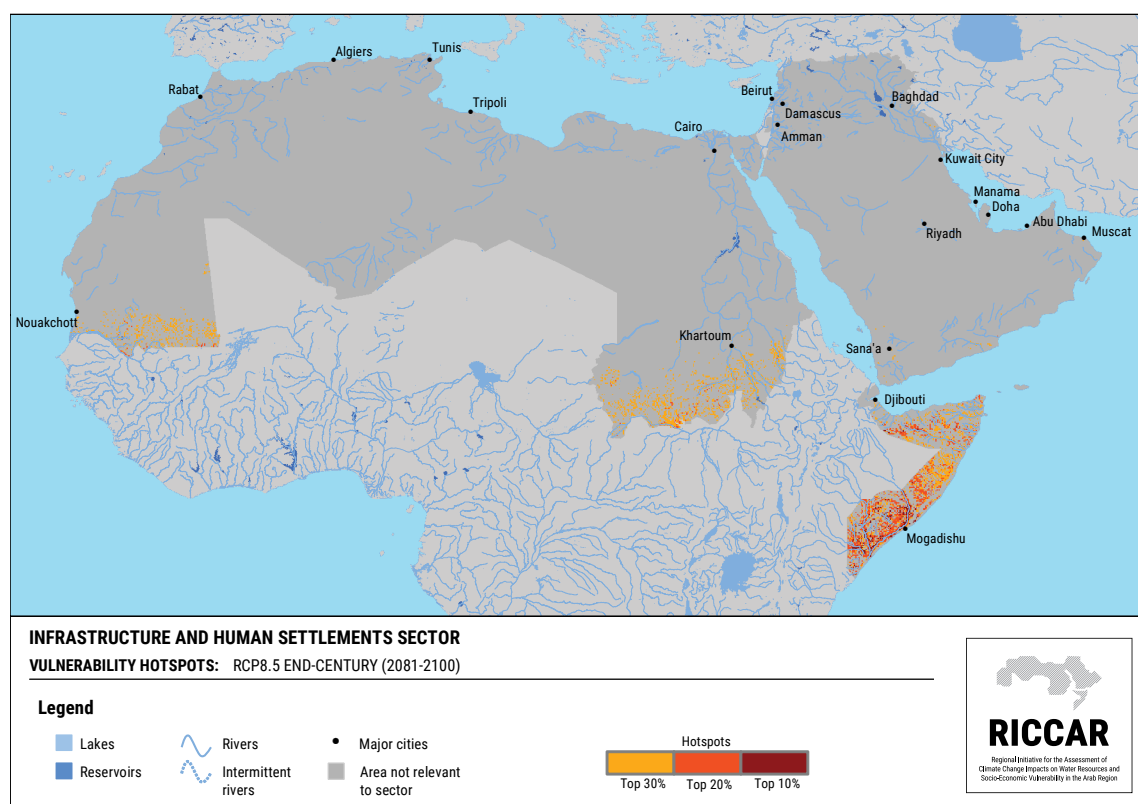 Algiers
Tunis
Rabat
Tripoli
Beirut
Damascus
Baghdad
Cairo
Amman
Kuwait City
Manama
Doha
Abu Dhabi
Muscat
Riyadh
Nouakchott
Khartoum
Sana'a
Djibouti
Mogadishu
INFRASTRUCTURE AND HUMAN SETTLEMENTS SECTOR
VULNERABILITY HOTSPOTS: RCP8.5 END-CENTURY (2081-2100)
Legend
Lakes
Reservoirs
Rivers
Intermittent
rivers
Major cities
Area not relevant
to sector
Hotspots
Top 30%
Top 20%
Top 10%
RICCAR
Regional Initiative for the Assessment of
Climate Change Impacts on Water Resources and
Socio-Economic Vulnerability in the Arab Region